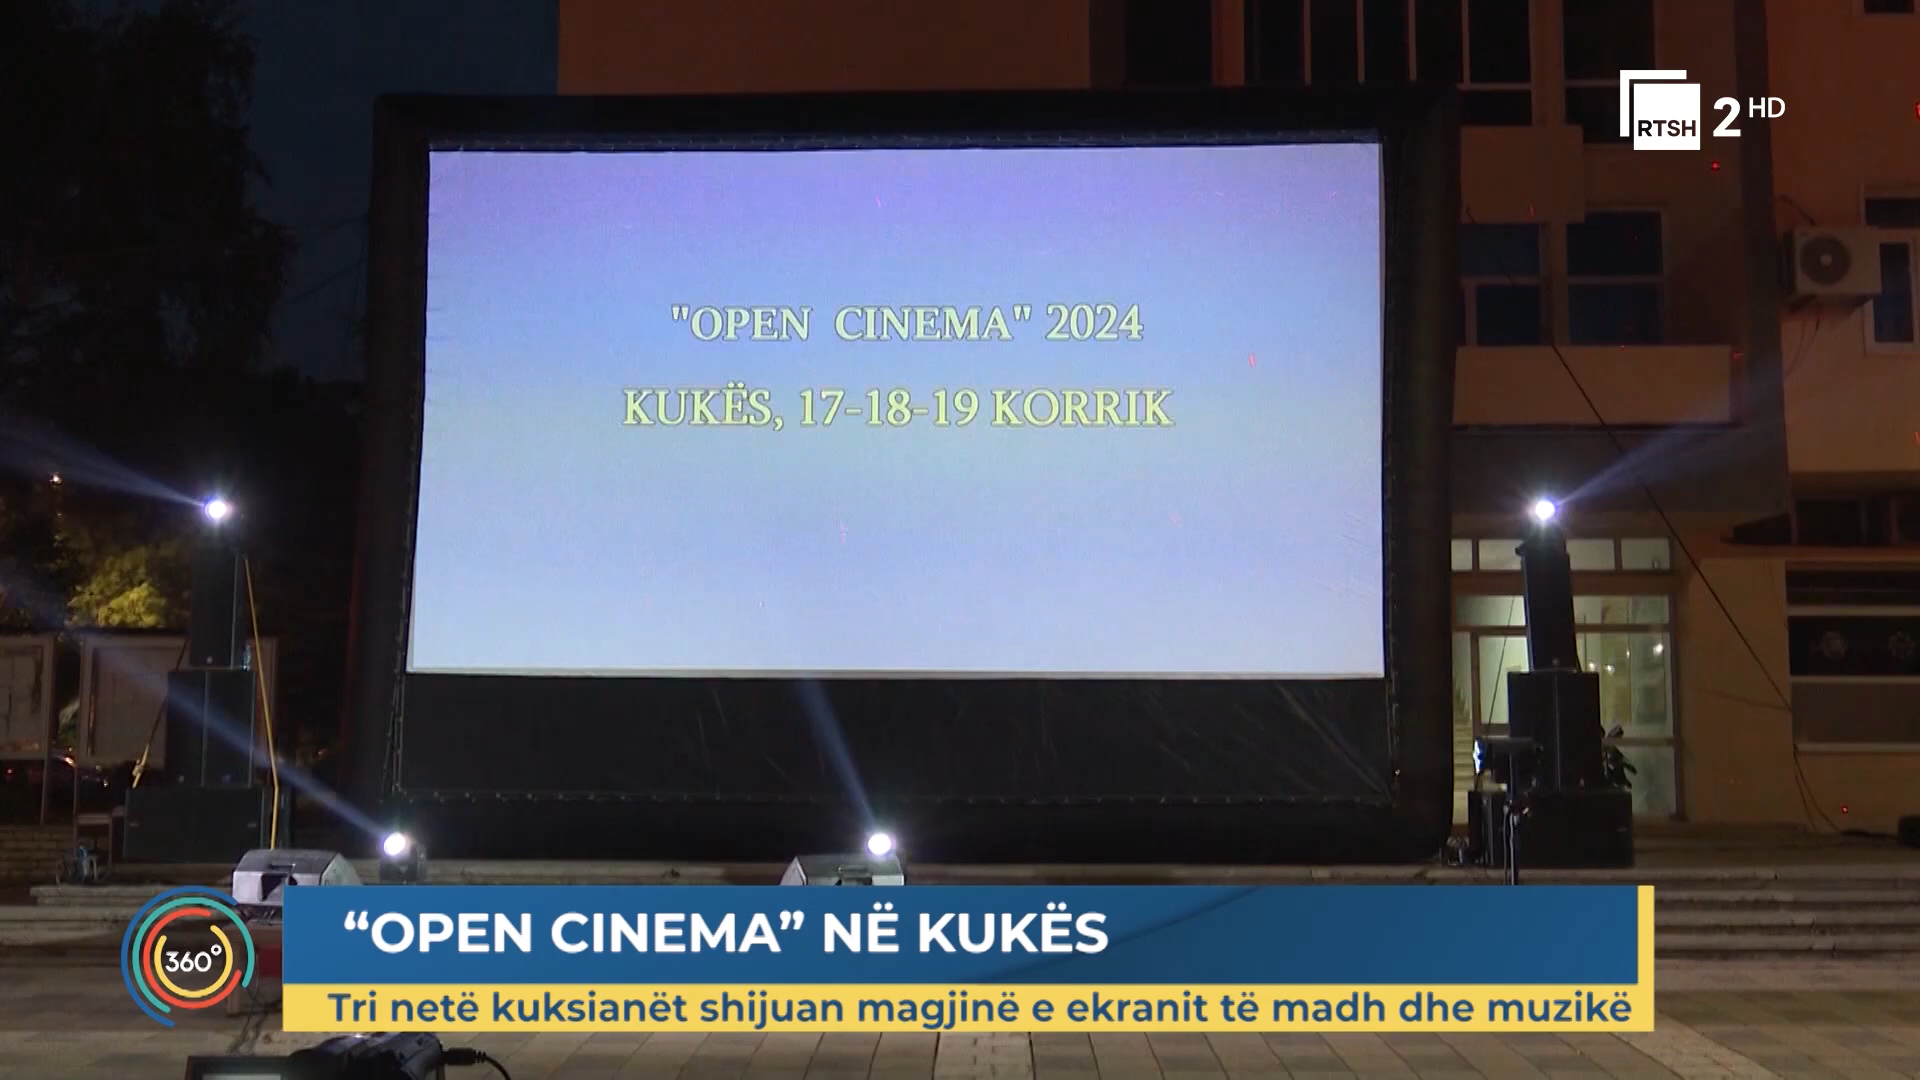 RTSH 2 HD
"OPEN CINEMA" 2024
KUKËS, 17-18-19 KORRIK
360°
“OPEN CINEMA” NË KUKËS
Tri netë kuksianët shijuan magjinë e ekranit të madh dhe muzikë